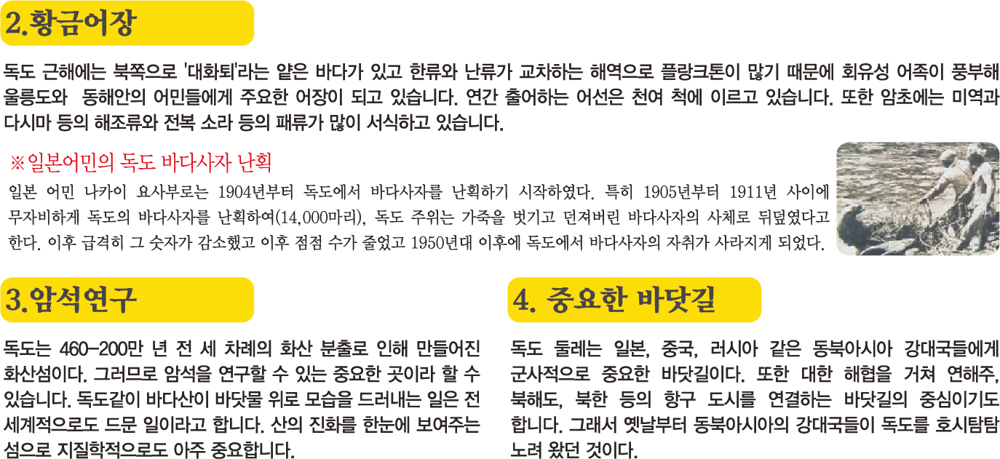 2.황금어장
독도 근해에는 북쪽으로 '대화퇴'라는 얕은 바다가 있고 한류와 난류가 교차하는 해역으로 플랑크톤이 많기 때문에 회유성 어족이 풍부해
울릉도와 동해안의 어민들에게 주요한 어장이 되고 있습니다. 연간 출어하는 어선은 천여 척에 이르고 있습니다. 또한 암초에는 미역과
다시마 등의 해조류와 전복 소라 등의 패류가 많이 서식하고 있습니다.
※일본어민의 독도 바다사자 난획
일본 어민 나카이 요사부로는 1904년부터 독도에서 바다사자를 난획하기 시작하였다. 특히 1905년부터 1911년 사이에
무자비하게 독도의 바다사자를 난획하여(14,000마리), 독도 주위는 가죽을 벗기고 던져버린 바다사자의 사체로 뒤덮였다고
한다. 이후 급격히 그 숫자가 감소했고 이후 점점 수가 줄었고 1950년대 이후에 독도에서 바다사자의 자취가 사라지게 되었다.
3.암석연구
독도는 460-200만 년 전 세 차례의 화산 분출로 인해 만들어진
화산섬이다. 그러므로 암석을 연구할 수 있는 중요한 곳이라 할 수
있습니다. 독도같이 바다산이 바닷물 위로 모습을 드러내는 일은 전
세계적으로도 드문 일이라고 합니다. 산의 진화를 한눈에 보여주는
섬으로 지질학적으로도 아주 중요합니다.
4. 중요한 바닷길
독도 둘레는 일본, 중국, 러시아 같은 동북아시아 강대국들에게
군사적으로 중요한 바닷길이다. 또한 대한 해협을 거쳐 연해주,
북해도, 북한 등의 항구 도시를 연결하는 바닷길의 중심이기도
합니다. 그래서 옛날부터 동북아시아의 강대국들이 독도를 호시탐탐
노려 왔던 것이다.